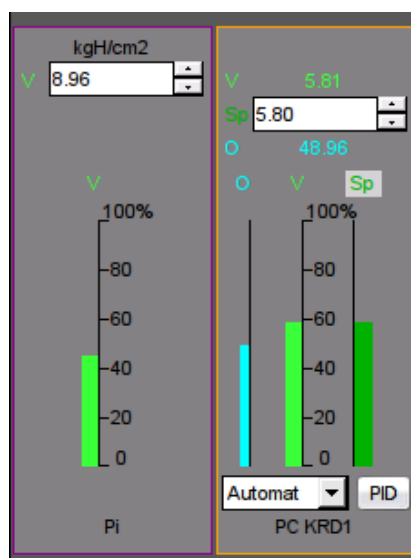 kgH/cm2
V 8.96
V
100%
80
60
40
20
0
Pi
V 5.81
Sp 5.80
O 48.96
O V Sp
100%
80
60
40
20
0
Automat PID
PC KRD1